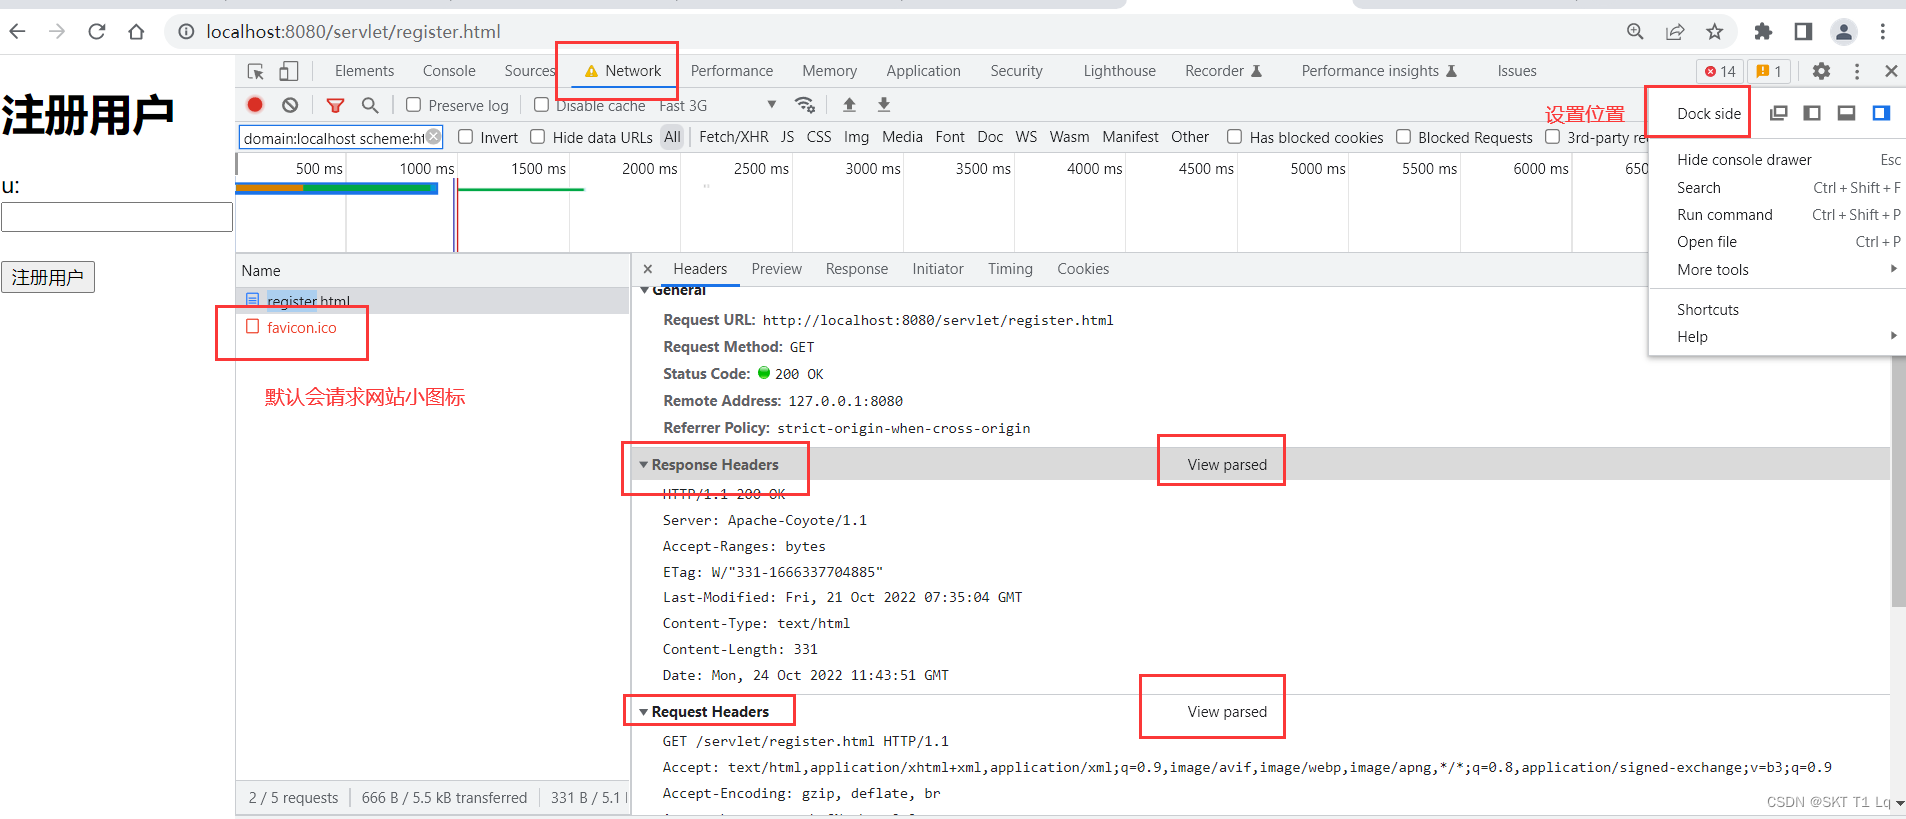 localhost:8080/servlet/register.html
Elements Console Sources Network Performance Memory Application Security Lighthouse Recorder Performance insights Issues 14 1
Preserve log Disable cache Fast 3G
设置位置
Dock side
domain:localhost scheme:ht Invert Hide data URLs All Fetch/XHR JS CSS Img Media Font Doc WS Wasm Manifest Other Has blocked cookies Blocked Requests 3rd-party re
500 ms 1000 ms 1500 ms 2000 ms 2500 ms 3000 ms 3500 ms 4000 ms 4500 ms 5000 ms 5500 ms 6000 ms 650
Hide console drawer Esc
Search Ctrl + Shift + F
Run command Ctrl + Shift + P
Open file Ctrl + P
More tools
Shortcuts
Help
注册用户
u:
注册用户
Name
register.html
favicon.ico
默认会请求网站小图标
2 / 5 requests 666 B / 5.5 kB transferred 331 B / 5.1
Headers Preview Response Initiator Timing Cookies
General
Request URL: http://localhost:8080/servlet/register.html
Request Method: GET
Status Code: 200 OK
Remote Address: 127.0.0.1:8080
Referrer Policy: strict-origin-when-cross-origin
Response Headers View parsed
HTTP/1.1 200 OK
Server: Apache-Coyote/1.1
Accept-Ranges: bytes
ETag: W/"331-1666337704885"
Last-Modified: Fri, 21 Oct 2022 07:35:04 GMT
Content-Type: text/html
Content-Length: 331
Date: Mon, 24 Oct 2022 11:43:51 GMT
Request Headers View parsed
GET /servlet/register.html HTTP/1.1
Accept: text/html,application/xhtml+xml,application/xml;q=0.9,image/avif,image/webp,image/apng,*/*;q=0.8,application/signed-exchange;v=b3;q=0.9
Accept-Encoding: gzip, deflate, br
CSDN @SKT T1 Lq